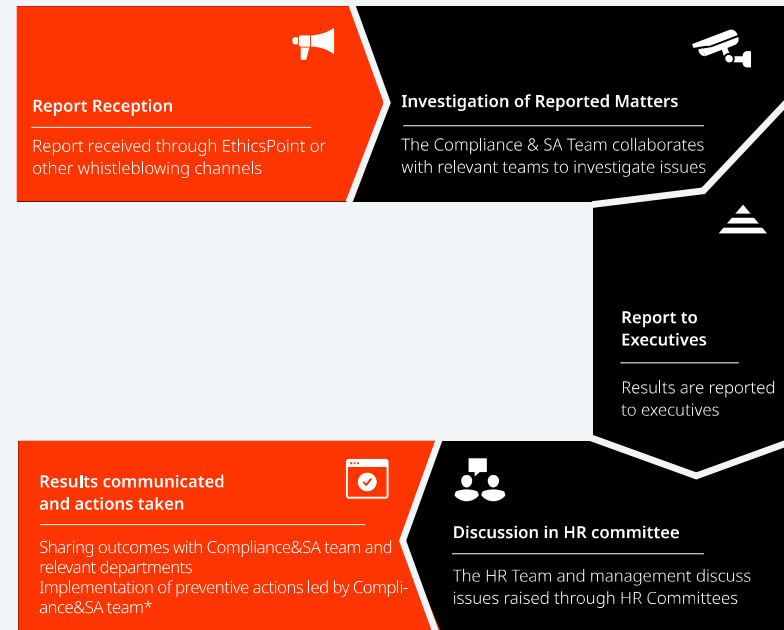 Report Reception
Report received through EthicsPoint or
other whistleblowing channels
Investigation of Reported Matters
The Compliance & SA Team collaborates
with relevant teams to investigate issues
Report to
Executives
Results are reported
to executives
Discussion in HR committee
The HR Team and management discuss
issues raised through HR Committees
Results communicated
and actions taken
Sharing outcomes with Compliance&SA team and
relevant departments
Implementation of preventive actions led by Compli-
ance&SA team*